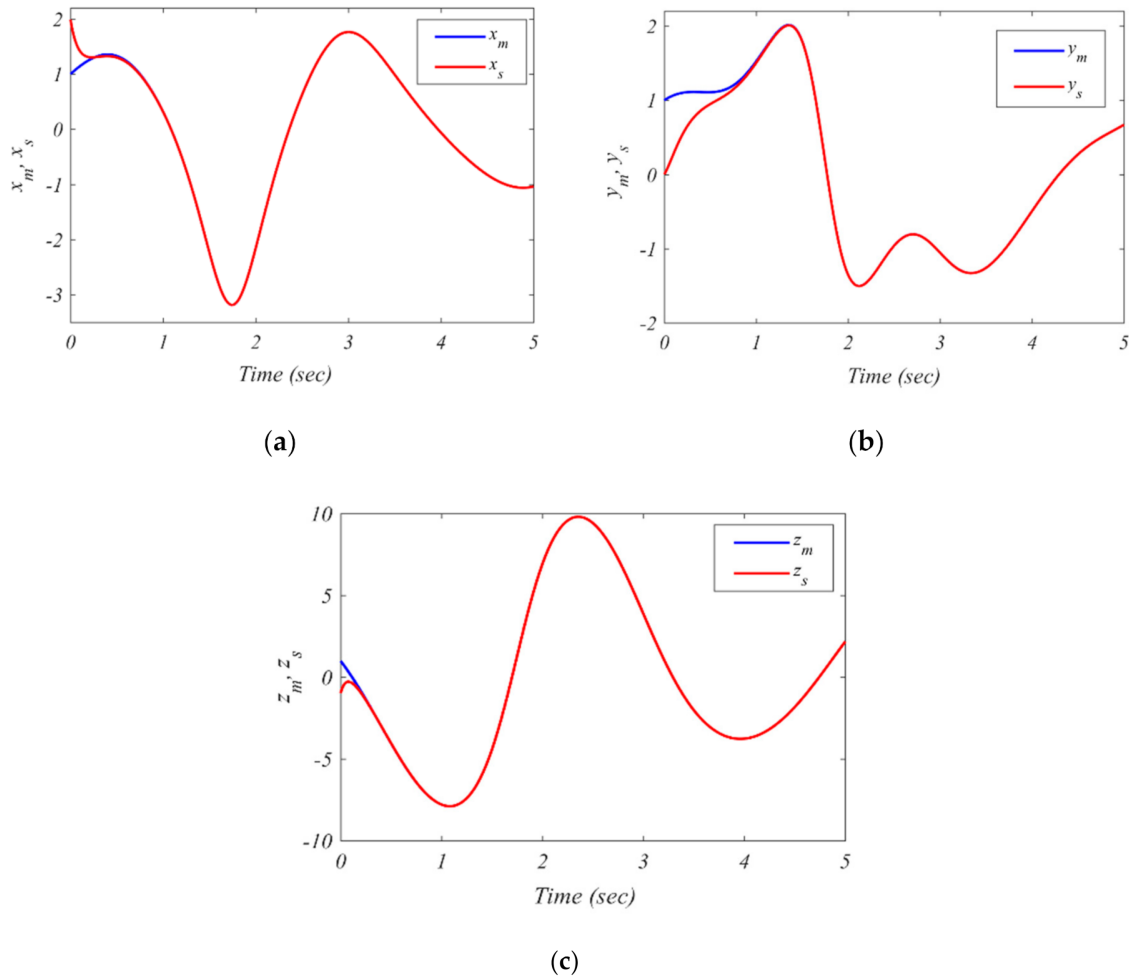 2
1
0
-1
-2
-3
x_m, x_s
x_m
x_s
0 1 2 3 4 5
Time (sec)
(a)
2
1
0
-1
-2
y_m, y_s
y_m
y_s
0 1 2 3 4 5
Time (sec)
(b)
10
5
0
-5
-10
z_m, z_s
z_m
z_s
0 1 2 3 4 5
Time (sec)
(c)